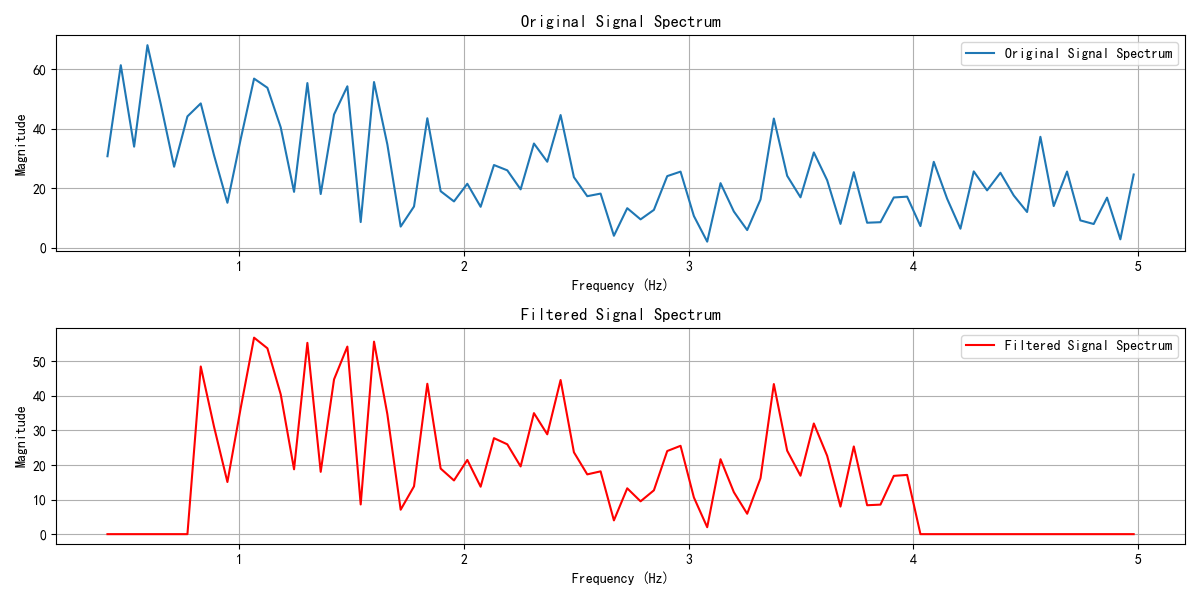 Original Signal Spectrum
Original Signal Spectrum
Magnitude
60
40
20
0
1 2 3 4 5
Frequency (Hz)
Filtered Signal Spectrum
Filtered Signal Spectrum
Magnitude
50
40
30
20
10
0
1 2 3 4 5
Frequency (Hz)